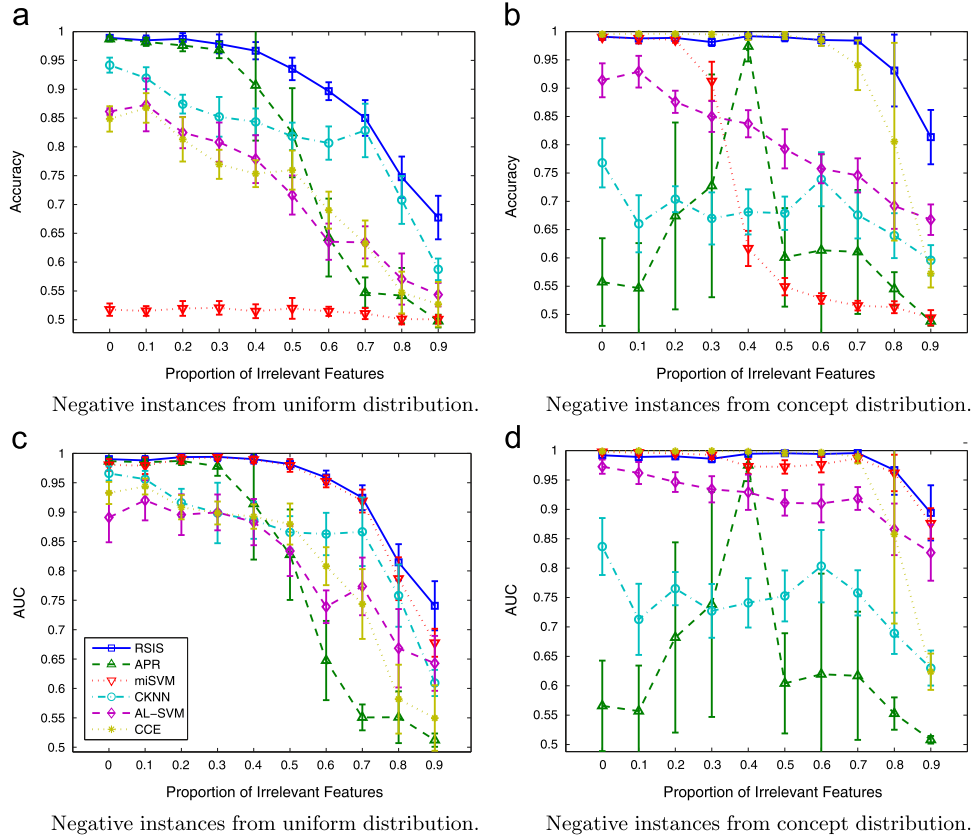 a
1
0.95
0.9
0.85
0.8
0.75
0.7
0.65
0.6
0.55
0.5
Accuracy
0 0.1 0.2 0.3 0.4 0.5 0.6 0.7 0.8 0.9
Proportion of Irrelevant Features
Negative instances from uniform distribution.
b
1
0.95
0.9
0.85
0.8
0.75
0.7
0.65
0.6
0.55
0.5
Accuracy
0 0.1 0.2 0.3 0.4 0.5 0.6 0.7 0.8 0.9
Proportion of Irrelevant Features
Negative instances from concept distribution.
c
1
0.95
0.9
0.85
0.8
0.75
0.7
0.65
0.6
0.55
0.5
AUC
RSIS
APR
miSVM
CKNN
AL-SVM
CCE
0 0.1 0.2 0.3 0.4 0.5 0.6 0.7 0.8 0.9
Proportion of Irrelevant Features
Negative instances from uniform distribution.
d
1
0.95
0.9
0.85
0.8
0.75
0.7
0.65
0.6
0.55
0.5
AUC
0 0.1 0.2 0.3 0.4 0.5 0.6 0.7 0.8 0.9
Proportion of Irrelevant Features
Negative instances from concept distribution.